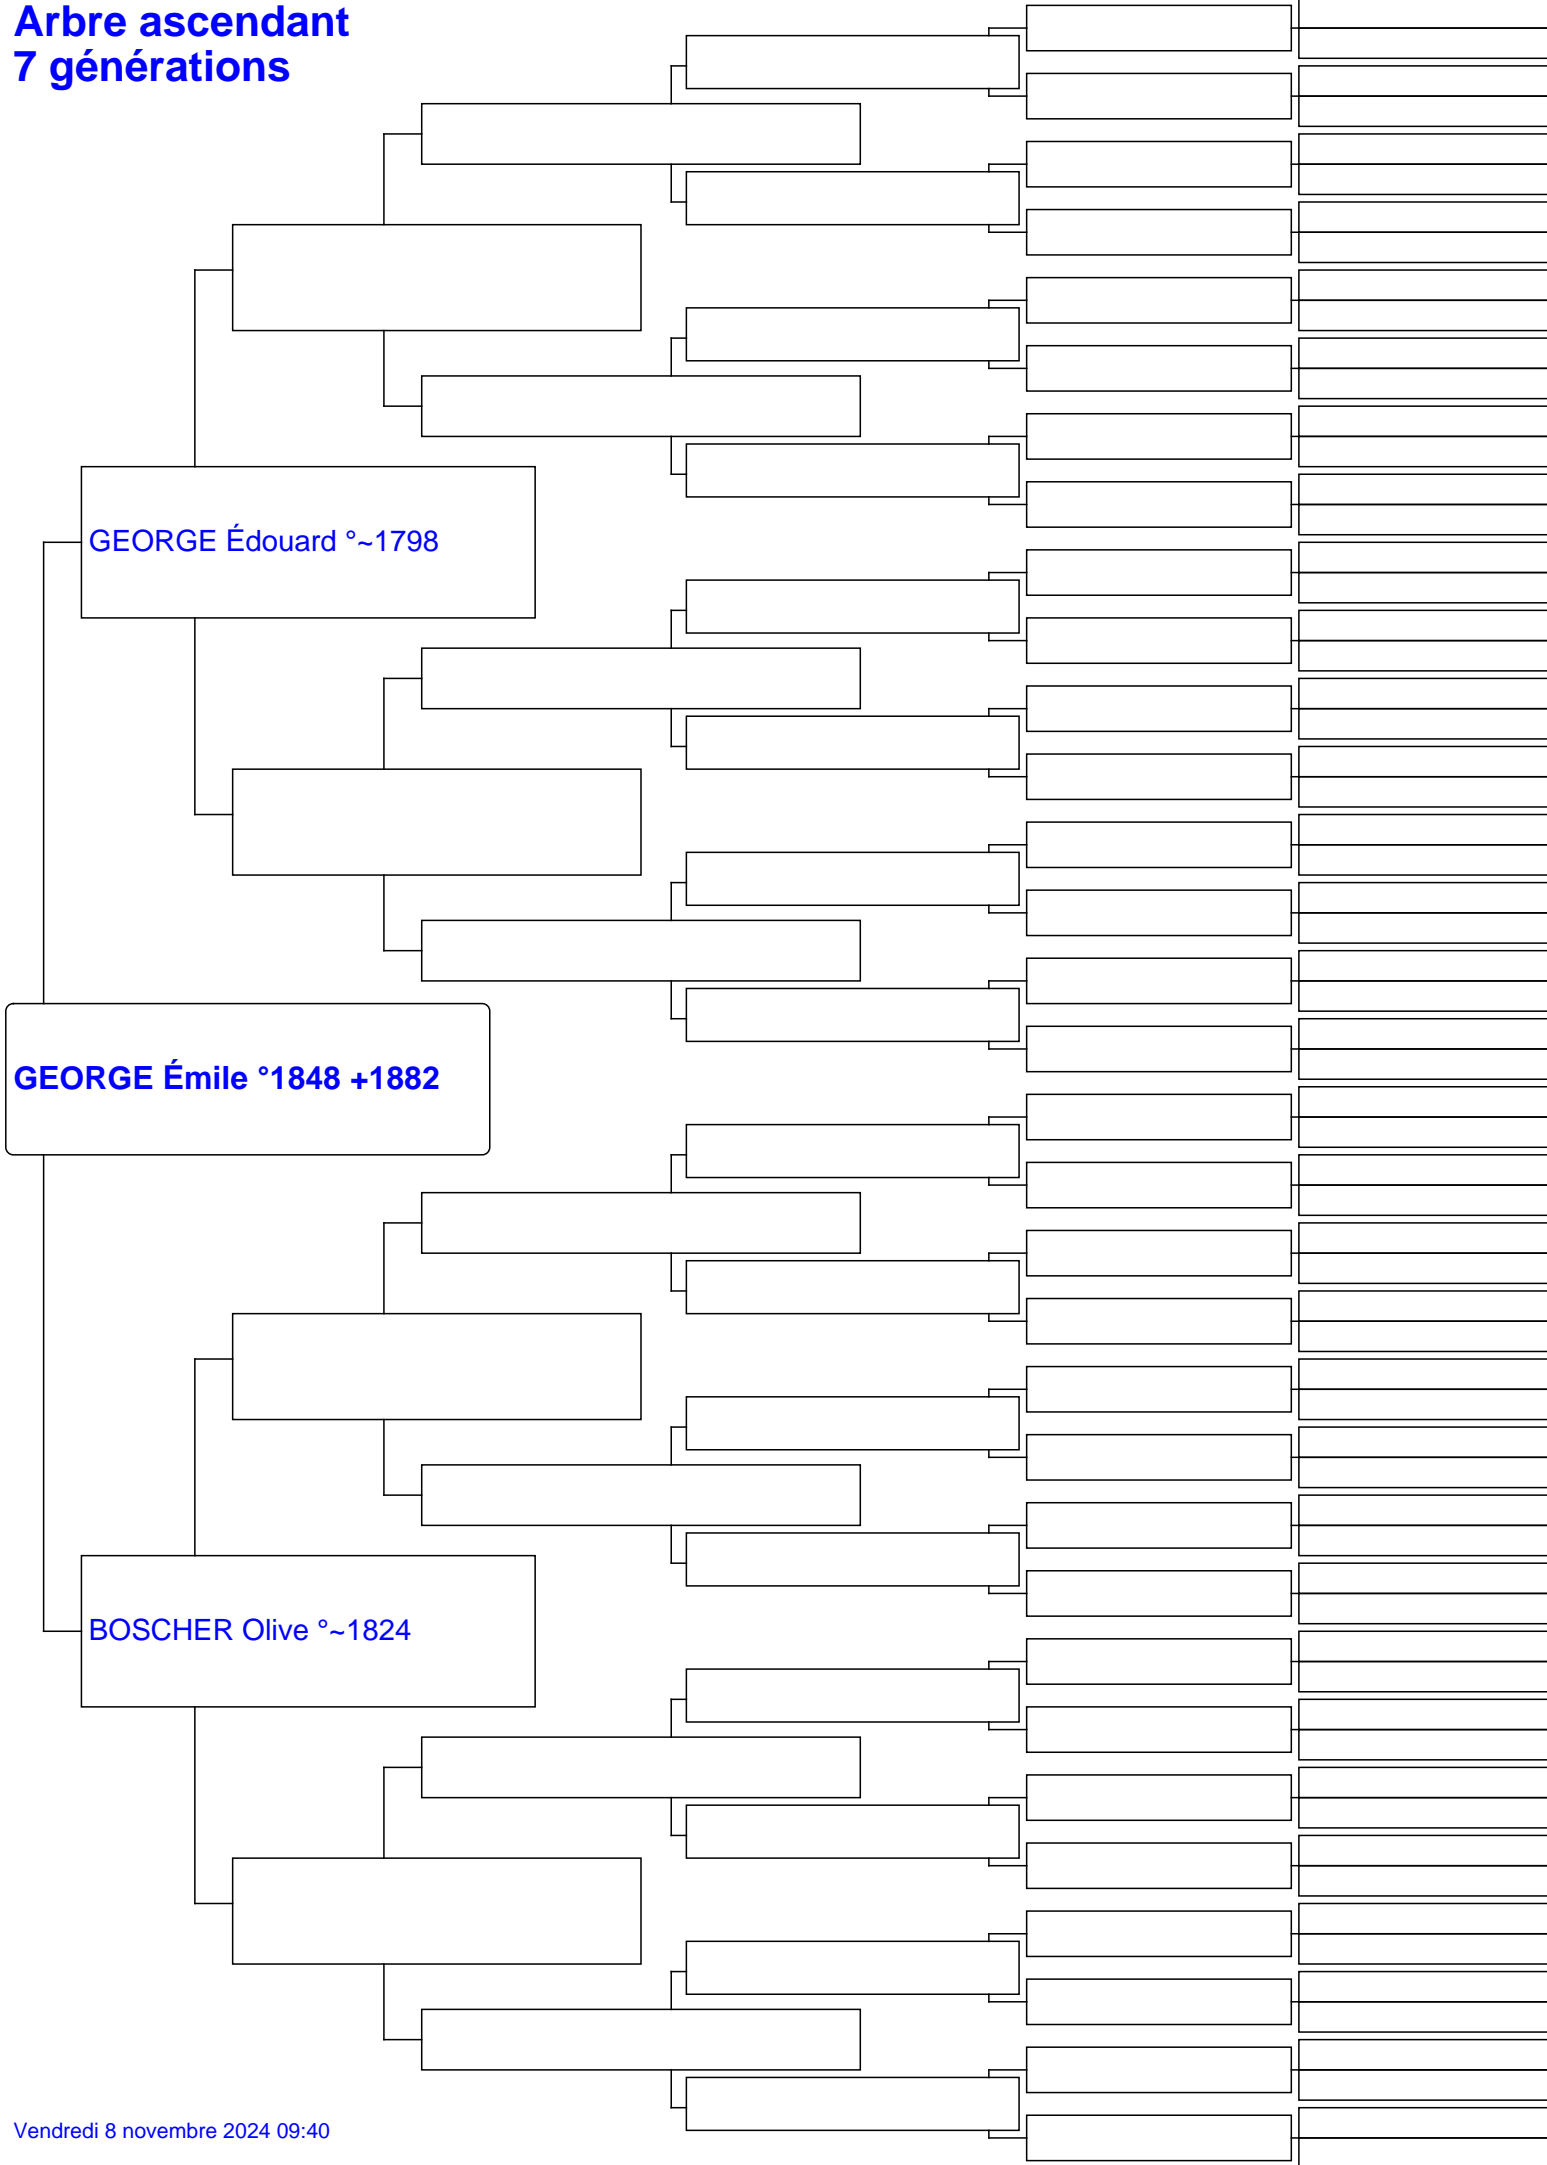 Arbre ascendant
7 générations
GEORGE Édouard °~1798
GEORGE Émile °1848 +1882
BOSCHER Olive °~1824
Vendredi 8 novembre 2024 09:40